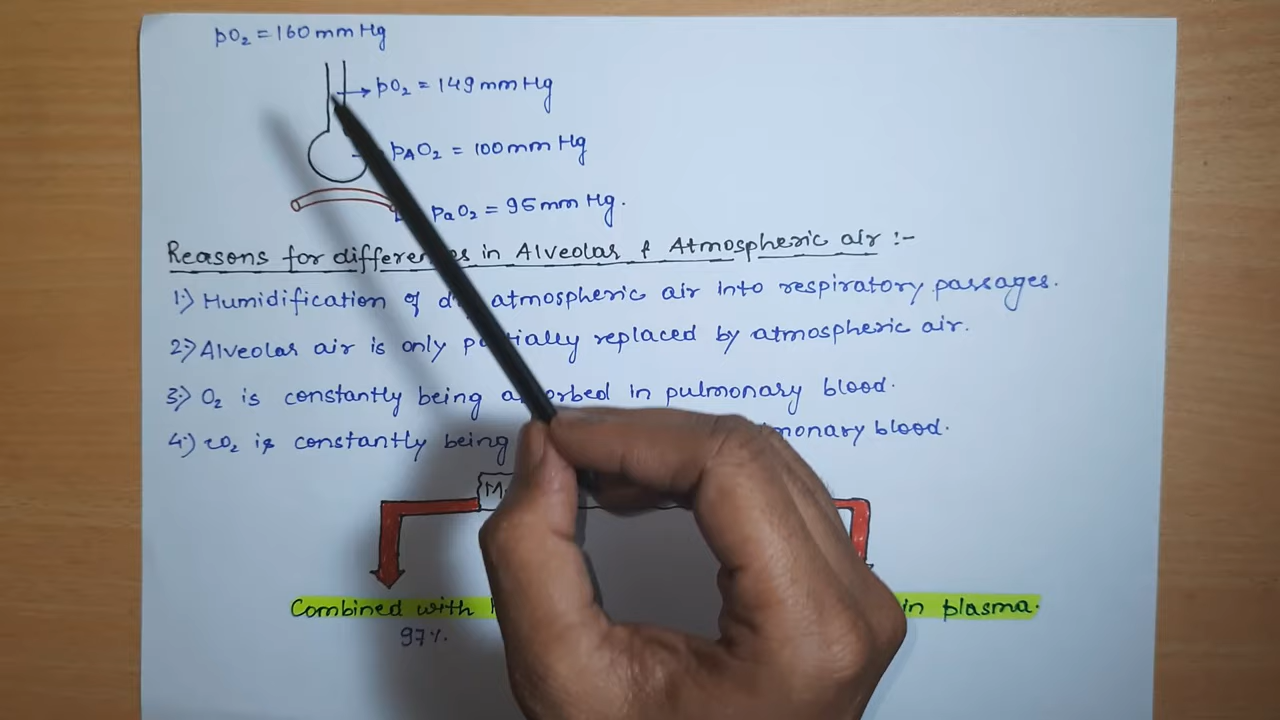 pO₂ = 160 mm Hg
pO₂ = 149 mm Hg
PAO₂ = 100 mm Hg
PaO₂ = 95 mm Hg.
Reasons for differences in Alveolar & Atmospheric air :-
1.) Humidification of atmospheric air into respiratory passages.
2.) Alveolar air is only partially replaced by atmospheric air.
3.) O₂ is constantly being absorbed in pulmonary blood.
4.) CO₂ is constantly being pulmonary blood.
Combined with in plasma.
97%.